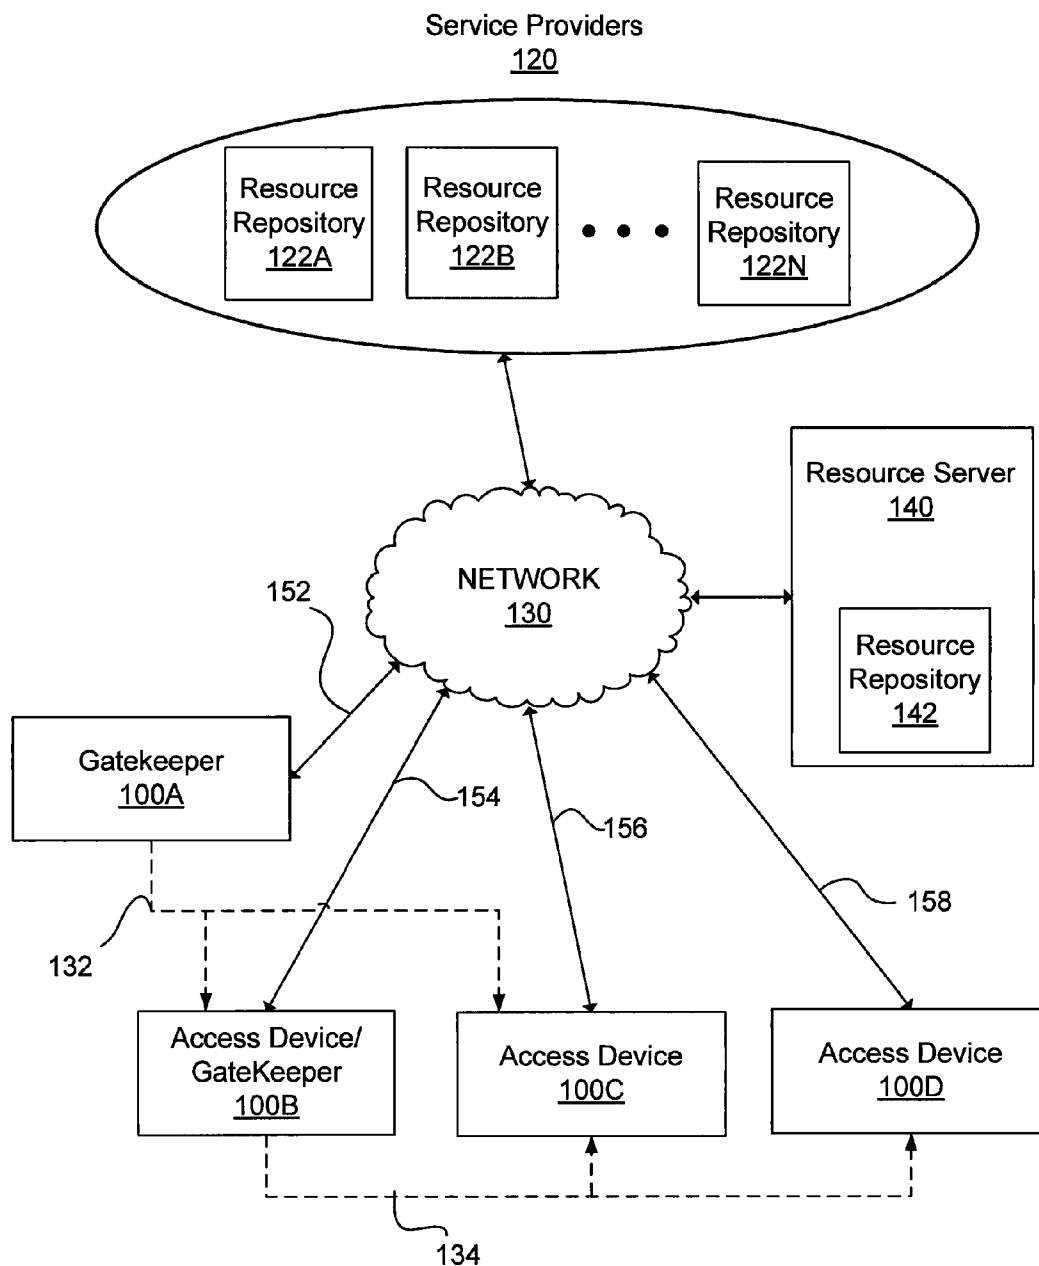 Service Providers
120
Resource
Repository
122A
Resource
Repository
122B
Resource
Repository
122N
Resource Server
140
NETWORK
130
152
Resource
Repository
142
Gatekeeper
100A
154
156
158
132
Access Device/
GateKeeper
100B
Access Device
100C
Access Device
100D
134